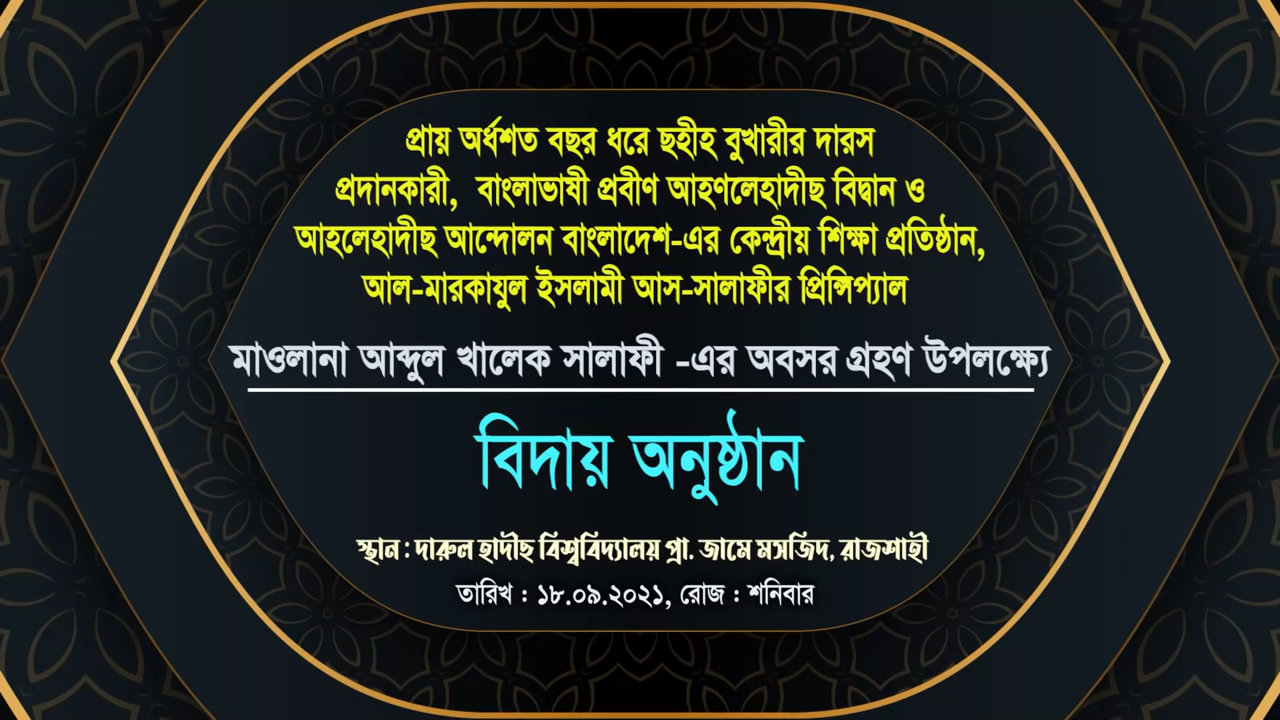 প্রায় অর্ধশত বছর ধরে ছহীহ বুখারীর দারস
প্রদানকারী, বাংলাভাষী প্রবীণ আহণলেহাদীছ বিদ্বান ও
আহলেহাদীছ আন্দোলন বাংলাদেশ-এর কেন্দ্রীয় শিক্ষা প্রতিষ্ঠান,
আল-মারকাযুল ইসলামী আস-সালাফীর প্রিন্সিপ্যাল
মাওলানা আব্দুল খালেক সালাফী -এর অবসর গ্রহণ উপলক্ষ্যে
বিদায় অনুষ্ঠান
স্থান : দারুল হাদীছ বিশ্ববিদ্যালয় প্রা. জামে মসজিদ, রাজশাহী
তারিখ : ১৮.০৯.২০২১, রোজ : শনিবার